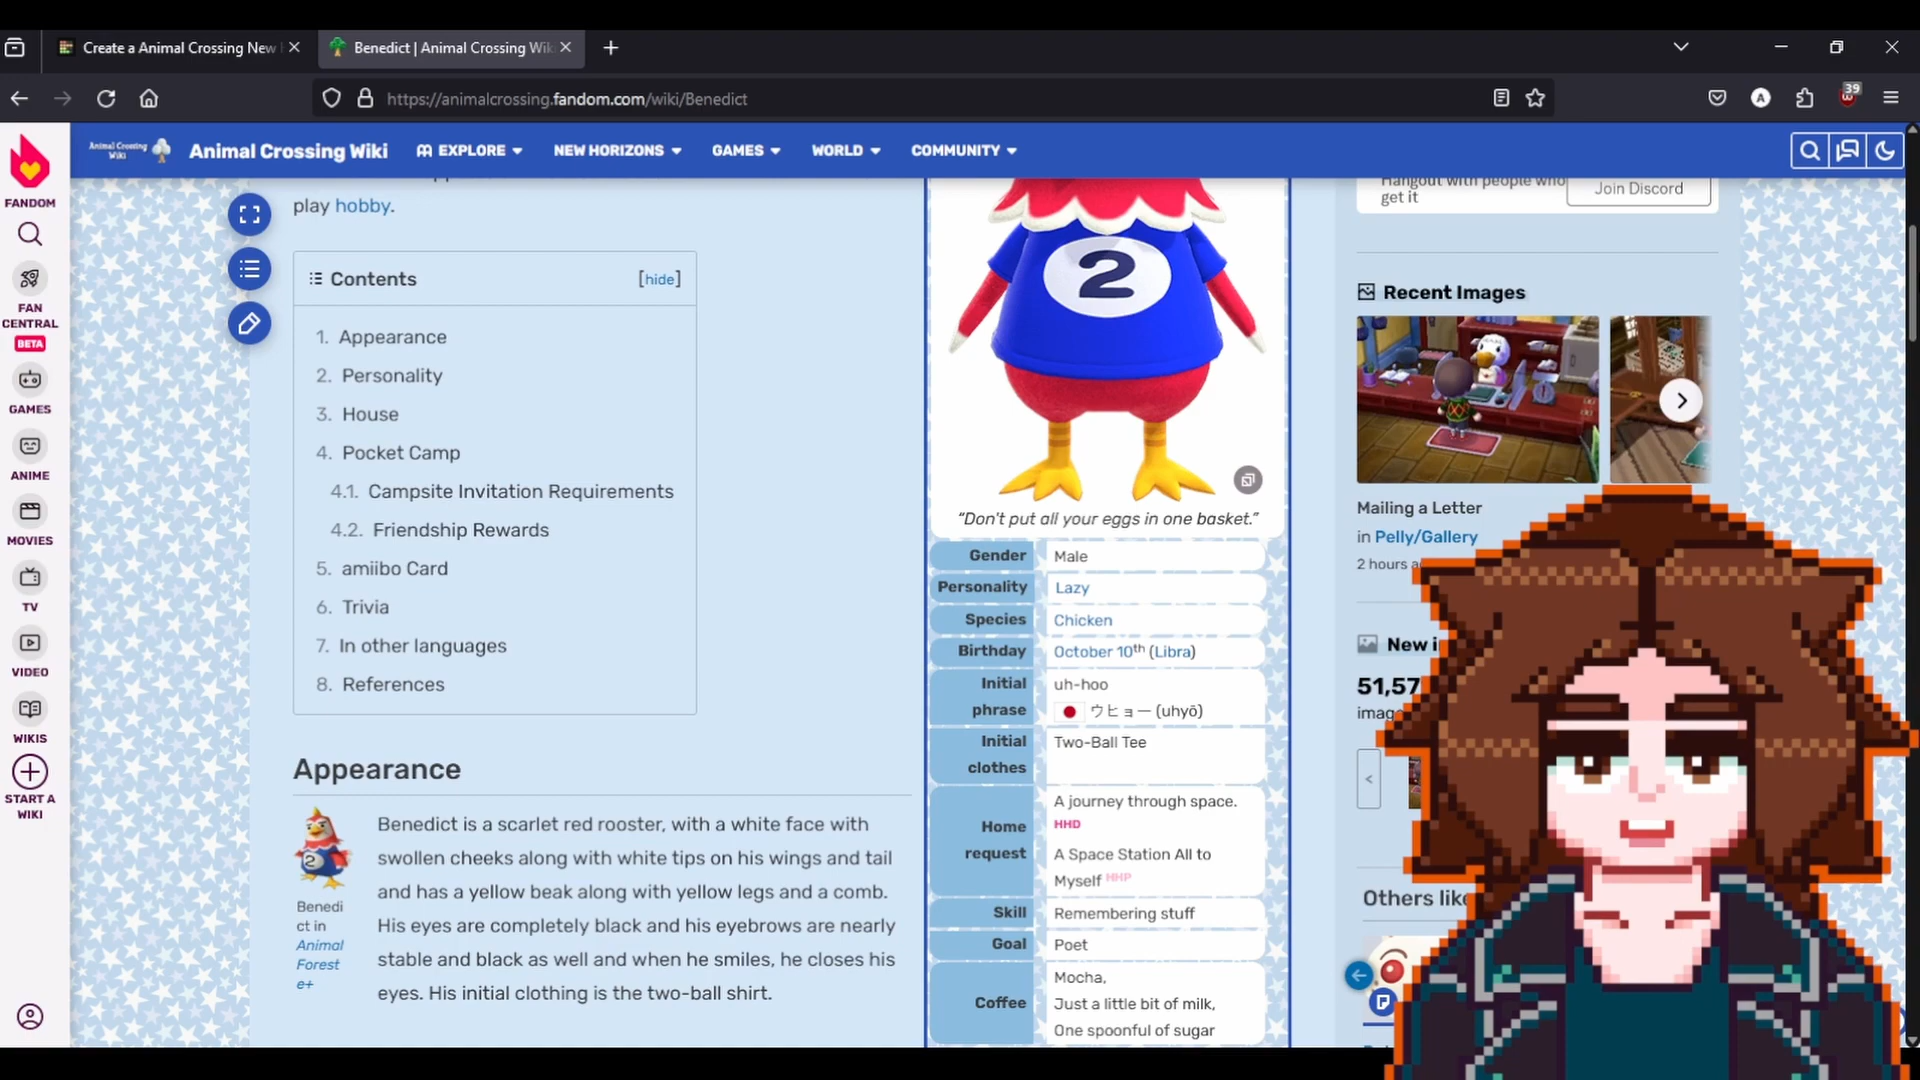 Create a Animal Crossing New
Benedict | Animal Crossing Wik
https://animalcrossing.fandom.com/wiki/Benedict
39
A
Animal Crossing
Wiki
Animal Crossing Wiki
EXPLORE
NEW HORIZONS
GAMES
WORLD
COMMUNITY
FANDOM
FAN
CENTRAL
BETA
GAMES
ANIME
MOVIES
TV
VIDEO
WIKIS
START A
WIKI
play hobby.
Contents
[hide]
1. Appearance
2. Personality
3. House
4. Pocket Camp
4.1. Campsite Invitation Requirements
4.2. Friendship Rewards
5. amiibo Card
6. Trivia
7. In other languages
8. References
Appearance
Benedict is a scarlet red rooster, with a white face with
swollen cheeks along with white tips on his wings and tail
and has a yellow beak along with yellow legs and a comb.
His eyes are completely black and his eyebrows are nearly
stable and black as well and when he smiles, he closes his
eyes. His initial clothing is the two-ball shirt.
2
Benedi
ct in
Animal
Forest
e+
2
“Don't put all your eggs in one basket.”
Gender Male
Personality Lazy
Species Chicken
Birthday October 10th (Libra)
Initial phrase
uh-hoo
ウヒョー (uhyō)
Initial clothes
Two-Ball Tee
Home request
A journey through space.
HHD
A Space Station All to
Myself HHP
Skill Remembering stuff
Goal Poet
Coffee
Mocha,
Just a little bit of milk,
One spoonful of sugar
Hangout with people who
get it
Join Discord
Recent Images
Mailing a Letter
in Pelly/Gallery
2 hours a
New i
51,57
imag
<
Others like